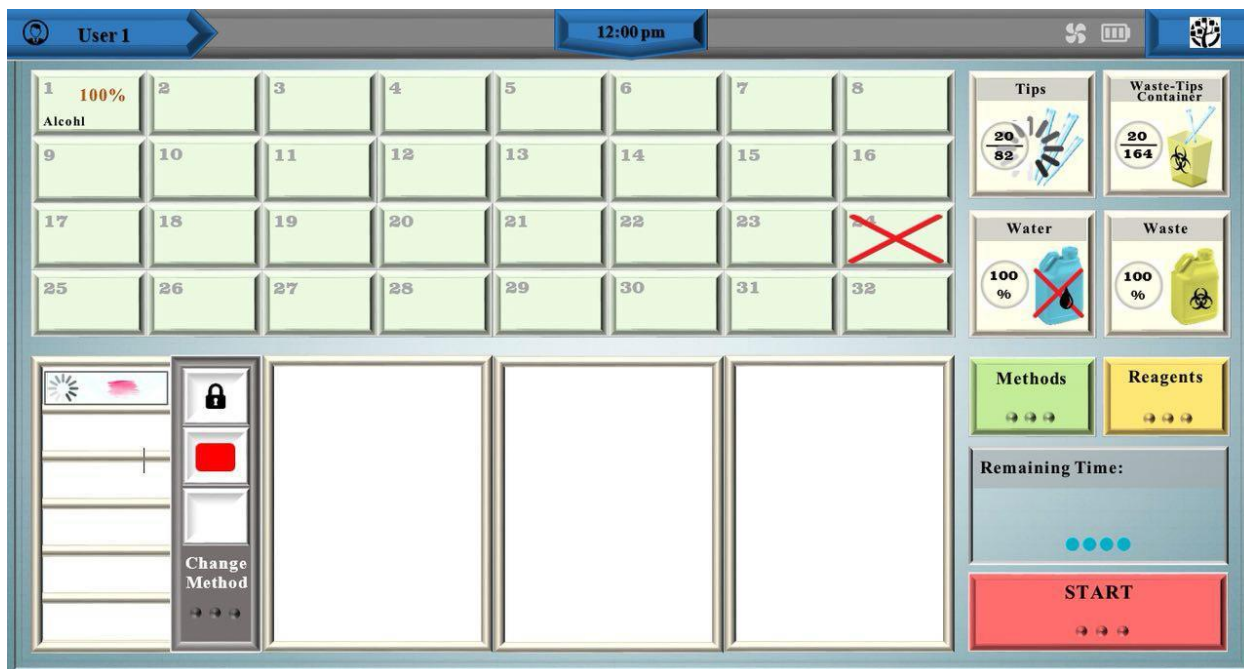 User 1
12:00 pm
1 100% 2 3 4 5 6 7 8
Alcohl
9 10 11 12 13 14 15 16
17 18 19 20 21 22 23 24
25 26 27 28 29 30 31 32
Tips
20
82
Waste-Tips
Container
20
164
Water
100
%
Waste
100
%
Methods
Reagents
Change
Method
Remaining Time:
START